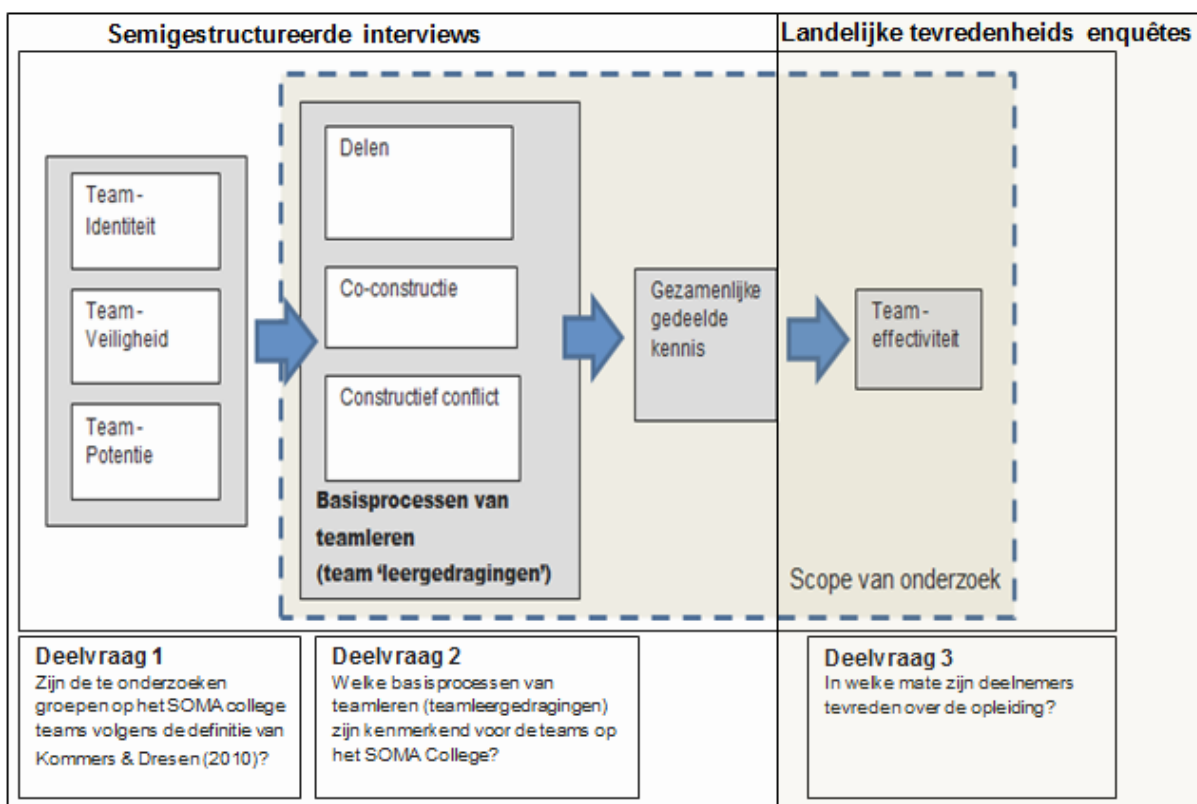 Semigestructureerde interviews
Landelijke tevredenheids enquêtes
Team-
Identiteit
Team-
Veiligheid
Team-
Potentie
Delen
Co-constructie
Constructief conflict
Basisprocessen van
teamleren
(team ‘leergedragingen’)
Gezamenlijke
gedeelde
kennis
Team-
effectiviteit
Scope van onderzoek
Deelvraag 1
Zijn de te onderzoeken
groepen op het SOMA college
teams volgens de definitie van
Kommers & Dresen (2010)?
Deelvraag 2
Welke basisprocessen van
teamleren (teamleergedragingen)
zijn kenmerkend voor de teams op
het SOMA College?
Deelvraag 3
In welke mate zijn deelnemers
tevreden over de opleiding?